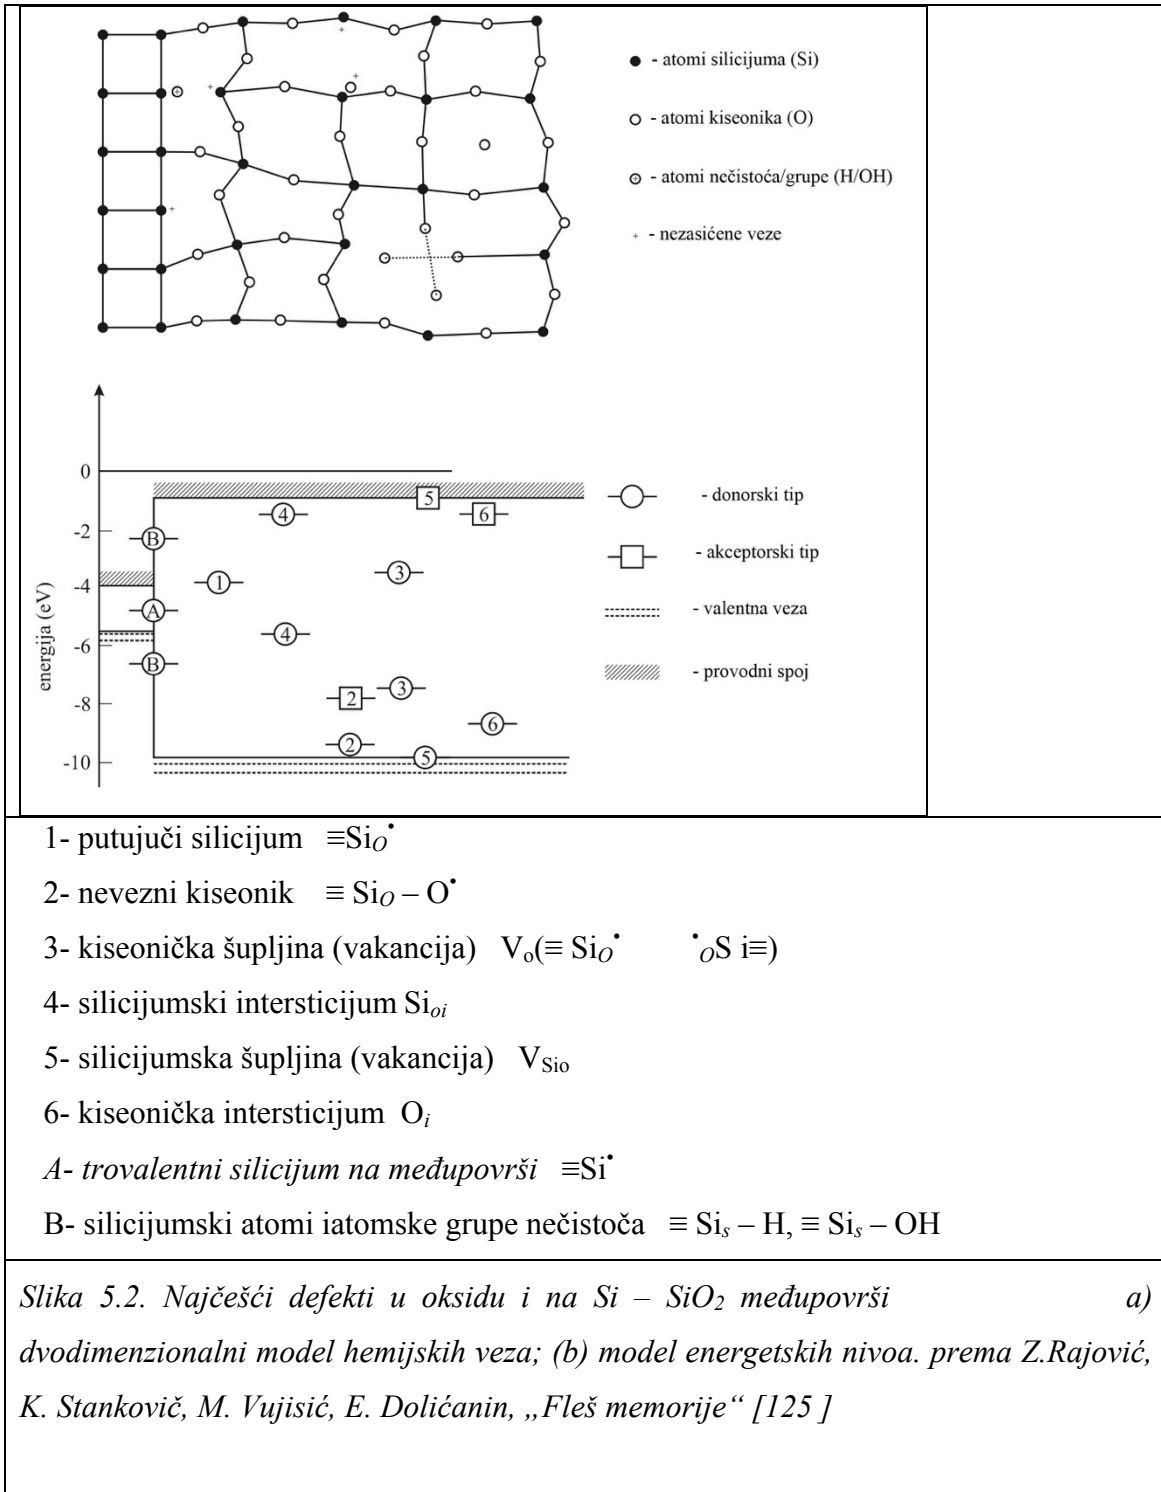 - atomi silicijuma (Si)
- atomi kiseonika (O)
- atomi nečistoća/grupe (H/OH)
- nezasićene veze
0
-2
-4
-6
-8
-10
energija (eV)
B
A
B
1
4
4
3
3
2
2
5
5
6
6
- donorski tip
- akceptorski tip
- valentna veza
- provodni spoj
1- putujuči silicijum ≡Si_O^•
2- nevezni kiseonik ≡ Si_O – O^•
3- kiseonička šupljina (vakancija) V_o(≡ Si_O^• ^•_OS i≡)
4- silicijumski intersticijum Si_oi
5- silicijumska šupljina (vakancija) V_Sio
6- kiseonička intersticijum O_i
A- trovalentni silicijum na međupovrši ≡Si^•
B- silicijumski atomi iatomske grupe nečistoča ≡ Si_s – H, ≡ Si_s – OH
Slika 5.2. Najčešći defekti u oksidu i na Si – SiO₂ međupovrši a)
dvodimenzionalni model hemijskih veza; (b) model energetskih nivoa. prema Z.Rajović,
K. Stankovič, M. Vujisić, E. Dolićanin, „Fleš memorije“ [125 ]